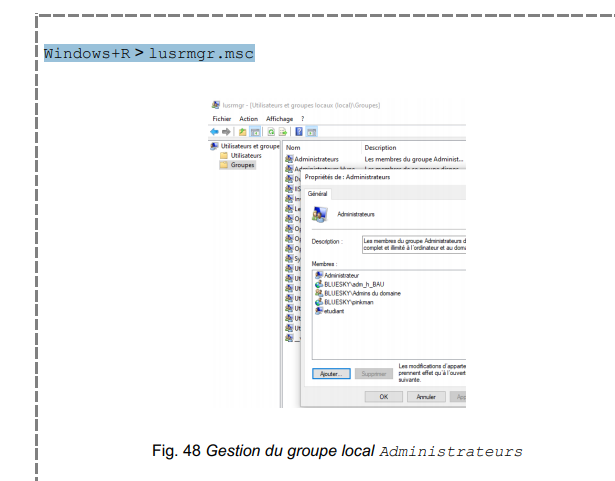 Windows+R > lusrmgr.msc
lusrmgr - [Utilisateurs et groupes locaux (local)\Groupes]
Fichier Action Affichage ?
Utilisateurs et groupe
Utilisateurs
Groupes
Nom Description
Administrateurs Les membres du groupe Administ...
Propriétés de : Administrateurs
Général
Administrateurs
Description : Les membres du groupe Administrateurs d
complet et illimité à l'ordinateur et au doma
Membres :
Administrateur
BLUESKY\adm_h_BAU
BLUESKY\Admins du domaine
BLUESKY\pinkman
etudiant
Ajouter... Supprimer
Les modifications d'apparte
prennent effet qu'à l'ouvert
suivante.
OK Annuler
Fig. 48 Gestion du groupe local Administrateurs